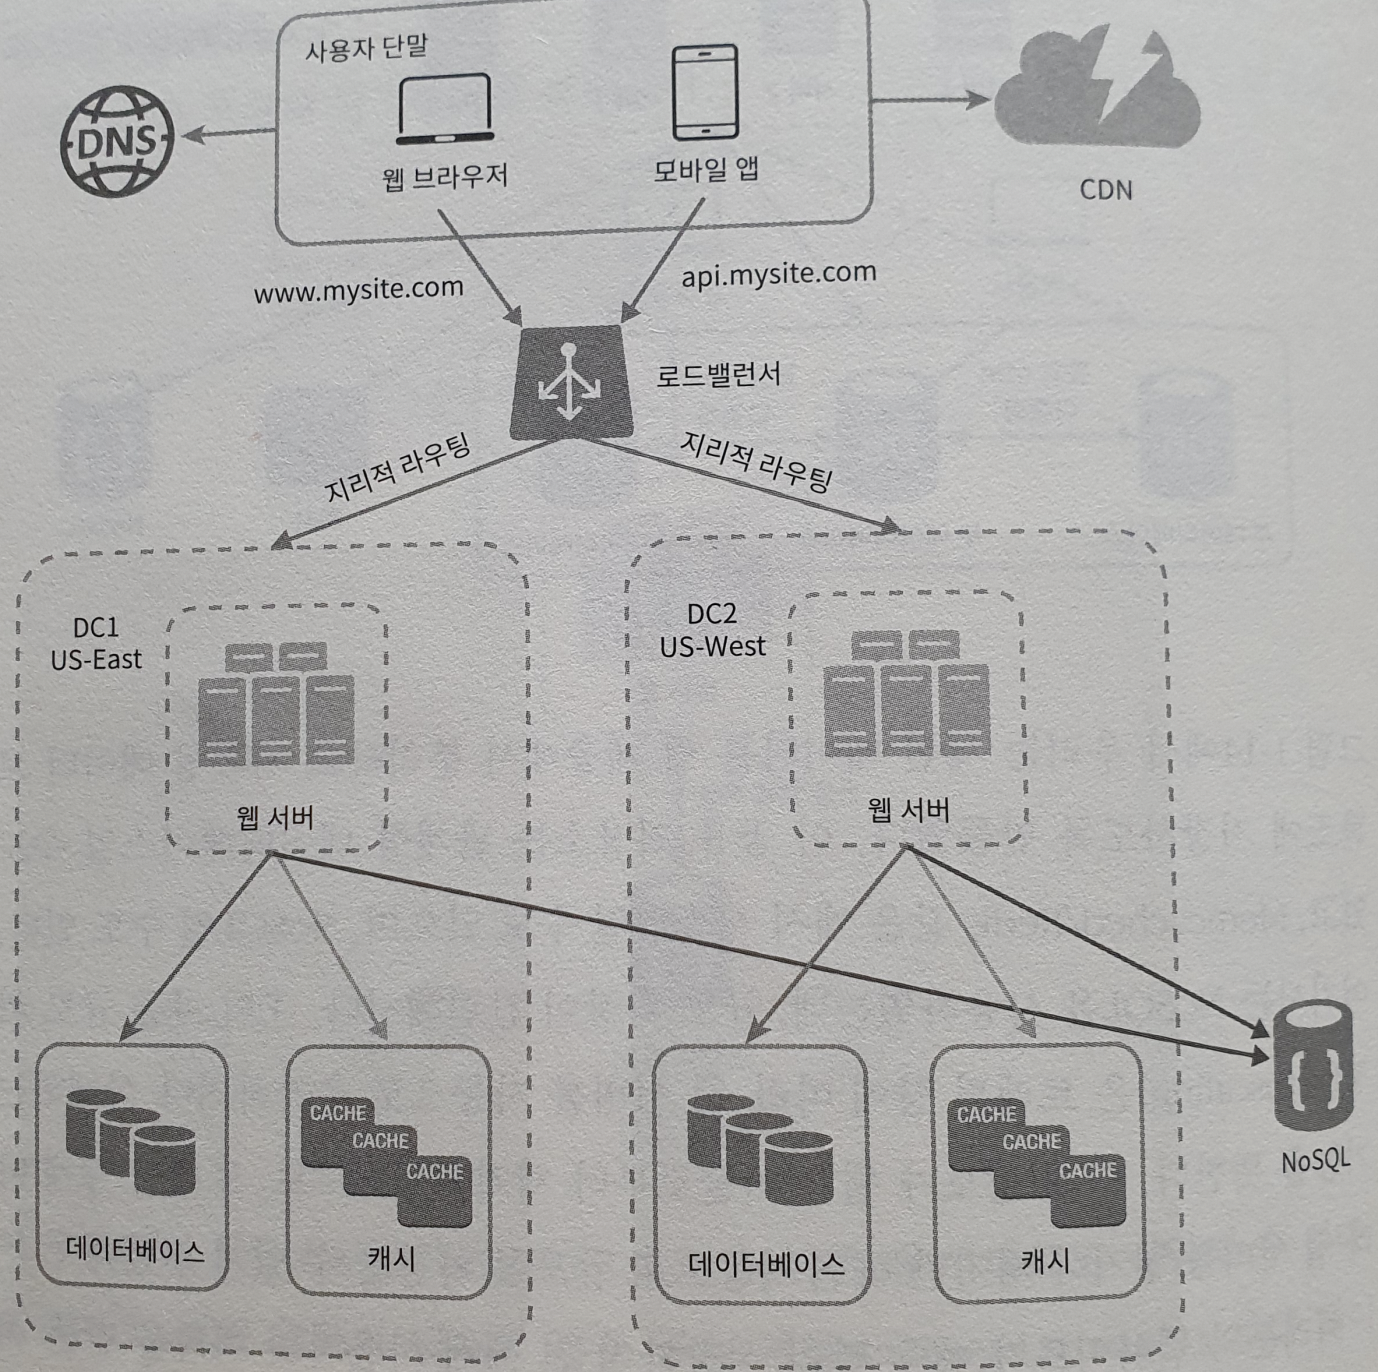 사용자 단말
DNS
웹 브라우저
모바일 앱
CDN
www.mysite.com
api.mysite.com
로드밸런서
지리적 라우팅
지리적 라우팅
DC1
US-East
웹 서버
DC2
US-West
웹 서버
CACHE
CACHE
CACHE
데이터베이스
캐시
CACHE
CACHE
CACHE
데이터베이스
캐시
{ }
NoSQL